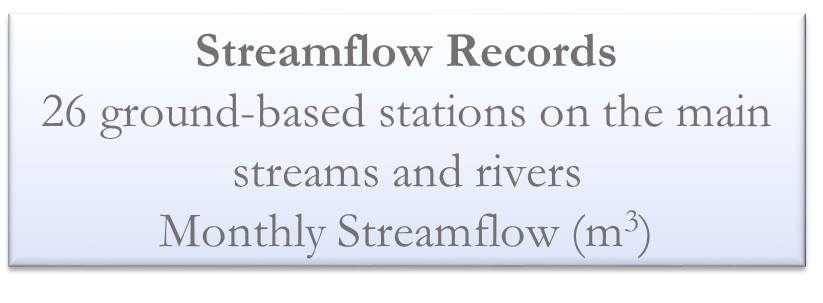 Streamflow Records
26 ground-based stations on the main
streams and rivers
Monthly Streamflow (m³)